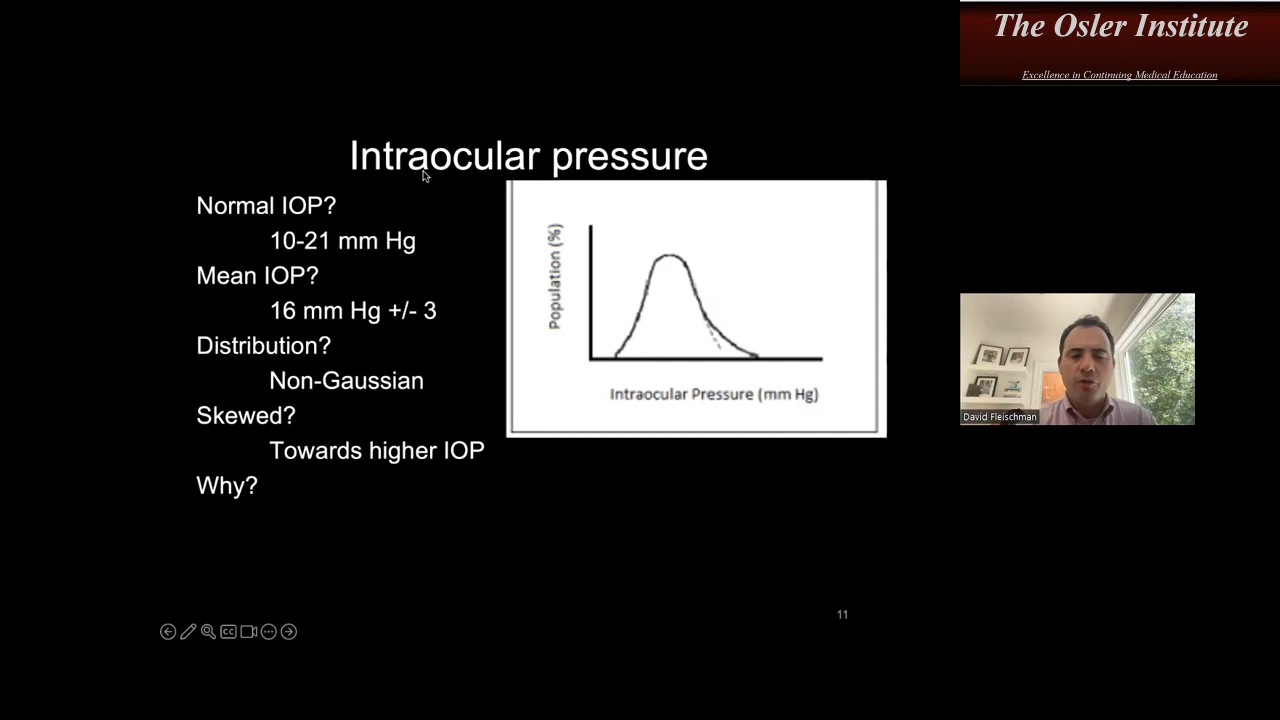 The Osler Institute
Excellence in Continuing Medical Education
Intraocular pressure
Normal IOP?
10-21 mm Hg
Mean IOP?
16 mm Hg +/- 3
Distribution?
Non-Gaussian
Skewed?
Towards higher IOP
Why?
Population (%)
Intraocular Pressure (mm Hg)
David Fleischman
11
CC